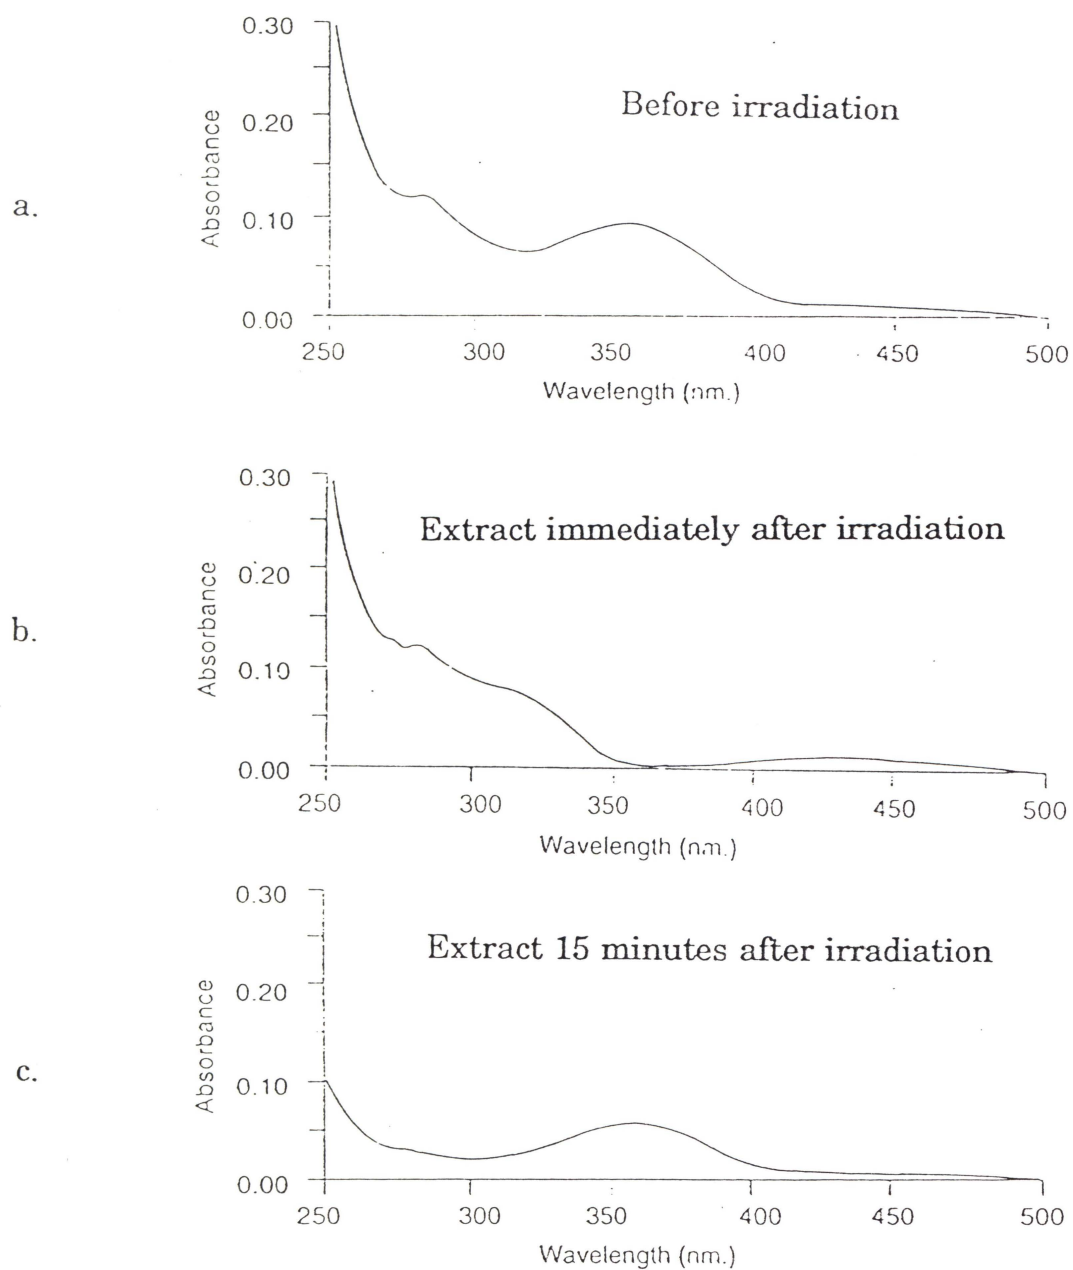 a.
Before irradiation
Absorbance
0.30
0.20
0.10
0.00
250 300 350 400 450 500
Wavelength (nm.)
b.
Extract immediately after irradiation
Absorbance
0.30
0.20
0.10
0.00
250 300 350 400 450 500
Wavelength (nm.)
c.
Extract 15 minutes after irradiation
Absorbance
0.30
0.20
0.10
0.00
250 300 350 400 450 500
Wavelength (nm.)